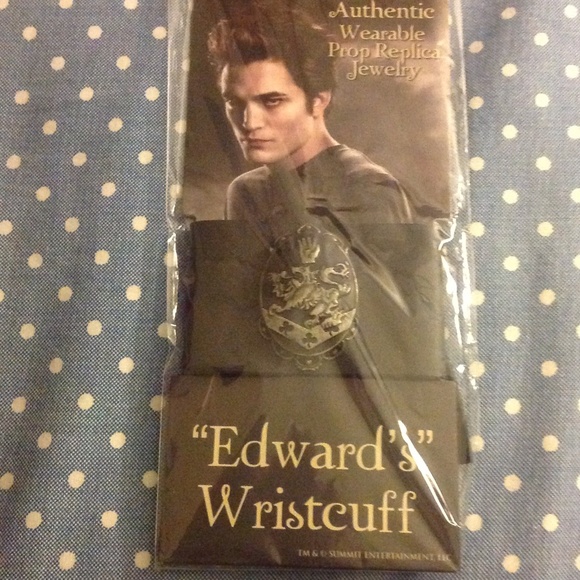 Authentic
Wearable
Prop Replica
Jewelry
“Edward's”
Wristcuff
TM & © SUMMIT ENTERTAINMENT, LLC